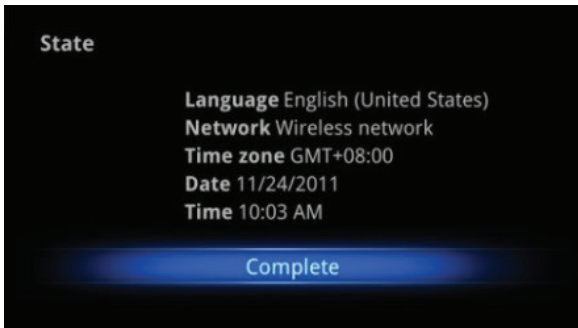 State
Language English (United States)
Network Wireless network
Time zone GMT+08:00
Date 11/24/2011
Time 10:03 AM
Complete